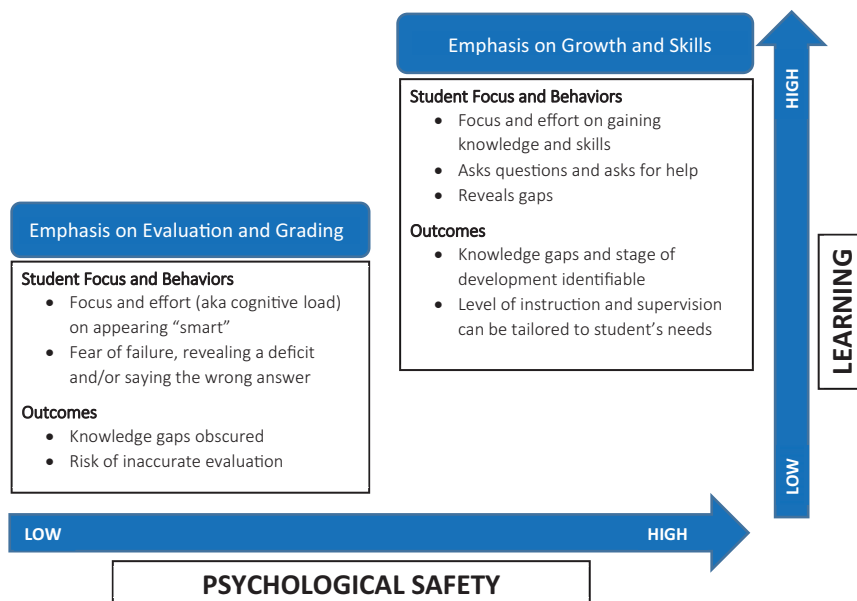 Emphasis on Growth and Skills
Student Focus and Behaviors
• Focus and effort on gaining
knowledge and skills
• Asks questions and asks for help
• Reveals gaps
Outcomes
• Knowledge gaps and stage of
development identifiable
• Level of instruction and supervision
can be tailored to student's needs
Emphasis on Evaluation and Grading
Student Focus and Behaviors
• Focus and effort (aka cognitive load)
on appearing “smart”
• Fear of failure, revealing a deficit
and/or saying the wrong answer
Outcomes
• Knowledge gaps obscured
• Risk of inaccurate evaluation
HIGH
LEARNING
LOW
LOW
HIGH
PSYCHOLOGICAL SAFETY